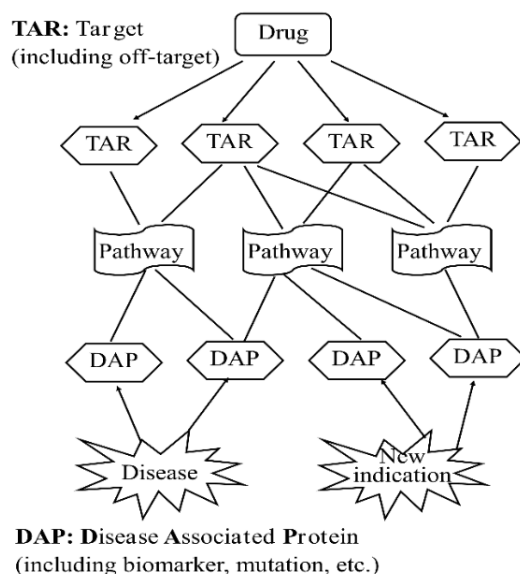 TAR: Target
(including off-target)
Drug
TAR TAR TAR TAR
Pathway Pathway Pathway
DAP DAP DAP DAP
Disease
New
indication
DAP: Disease Associated Protein
(including biomarker, mutation, etc.)